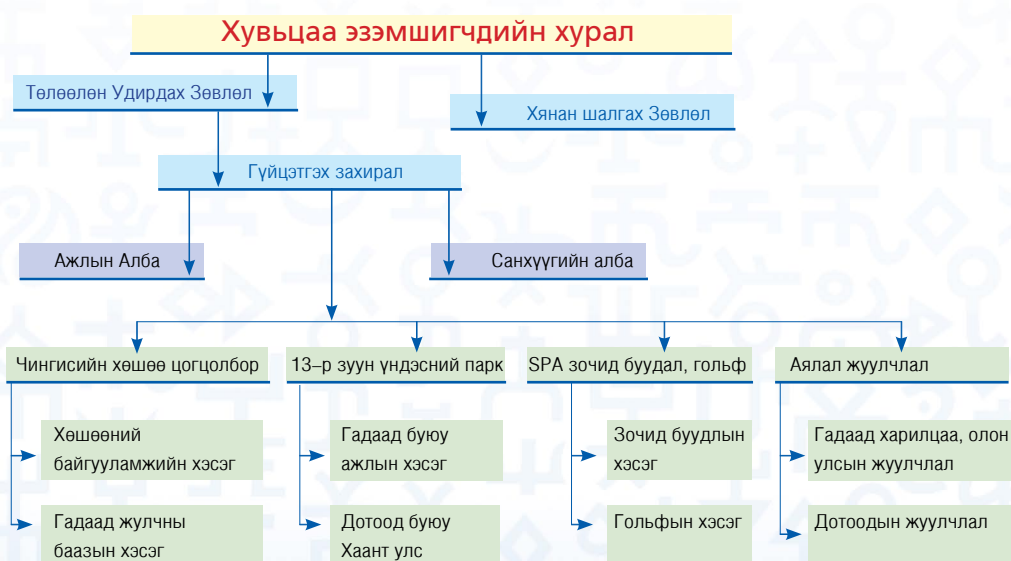 Хувьцаа эзэмшигчдийн хурал
Төлөөлөн Удирдах Зөвлөл
Хянан шалгах Зөвлөл
Гүйцэтгэх захирал
Ажлын Алба
Санхүүгийн алба
Чингисийн хөшөө цогцолбор
Хөшөөний
байгууламжийн хэсэг
Гадаад жулчны
баазын хэсэг
13–р зуун үндэсний парк
Гадаад буюу
ажлын хэсэг
Дотоод буюу
Хаант улс
SPA зочид буудал, гольф
Зочид буудлын
хэсэг
Гольфын хэсэг
Аялал жуулчлал
Гадаад харилцаа, олон
улсын жуулчлал
Дотоодын жуулчлал